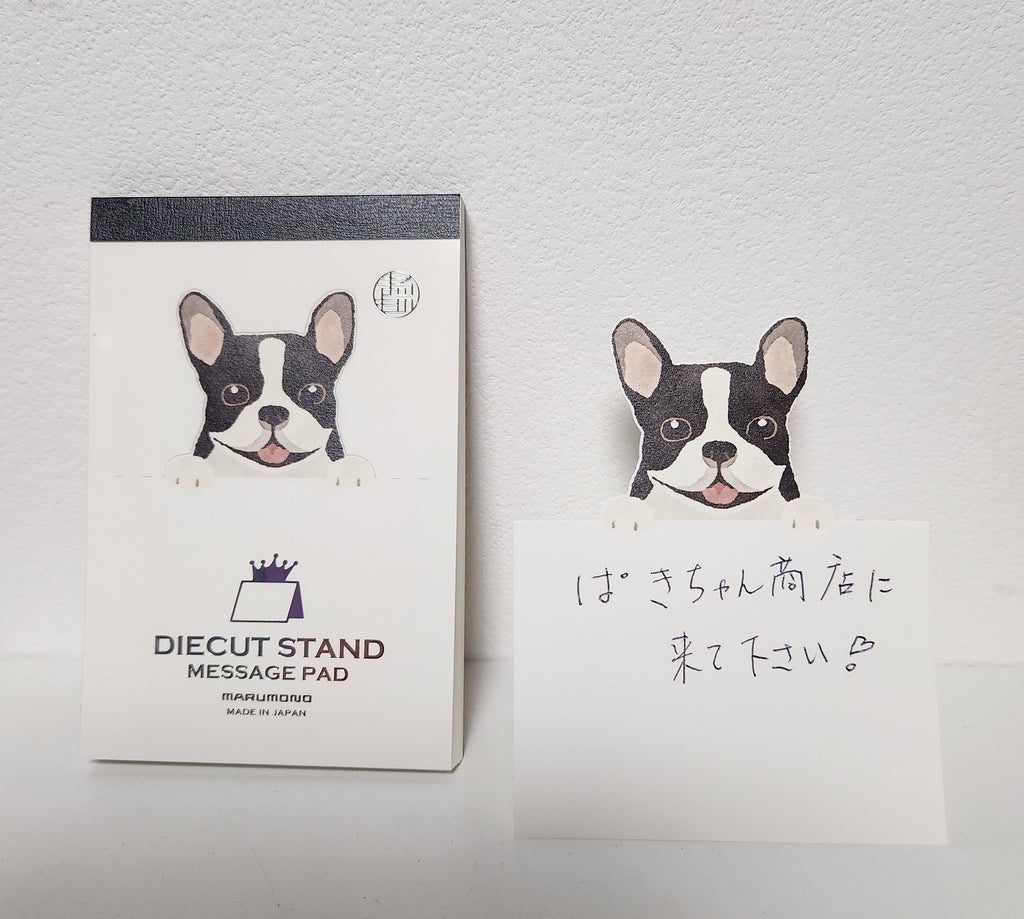 DIECUT STAND
MESSAGE PAD
MARUMONO
MADE IN JAPAN
ぱきちゃん商店に
来て下さい